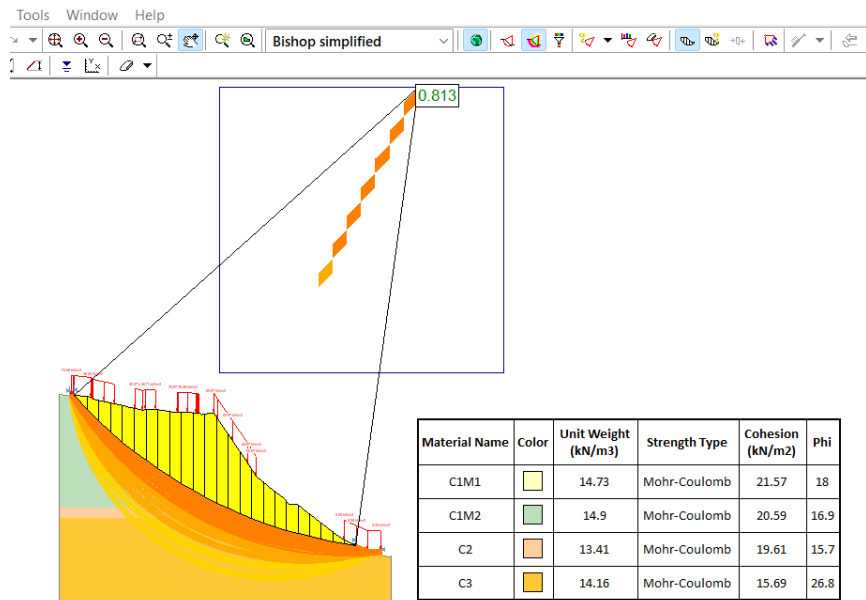 Tools Window Help
Bishop simplified
0.813
Material Name Color Unit Weight (kN/m3) Strength Type Cohesion (kN/m2) Phi
C1M1 14.73 Mohr-Coulomb 21.57 18
C1M2 14.9 Mohr-Coulomb 20.59 16.9
C2 13.41 Mohr-Coulomb 19.61 15.7
C3 14.16 Mohr-Coulomb 15.69 26.8